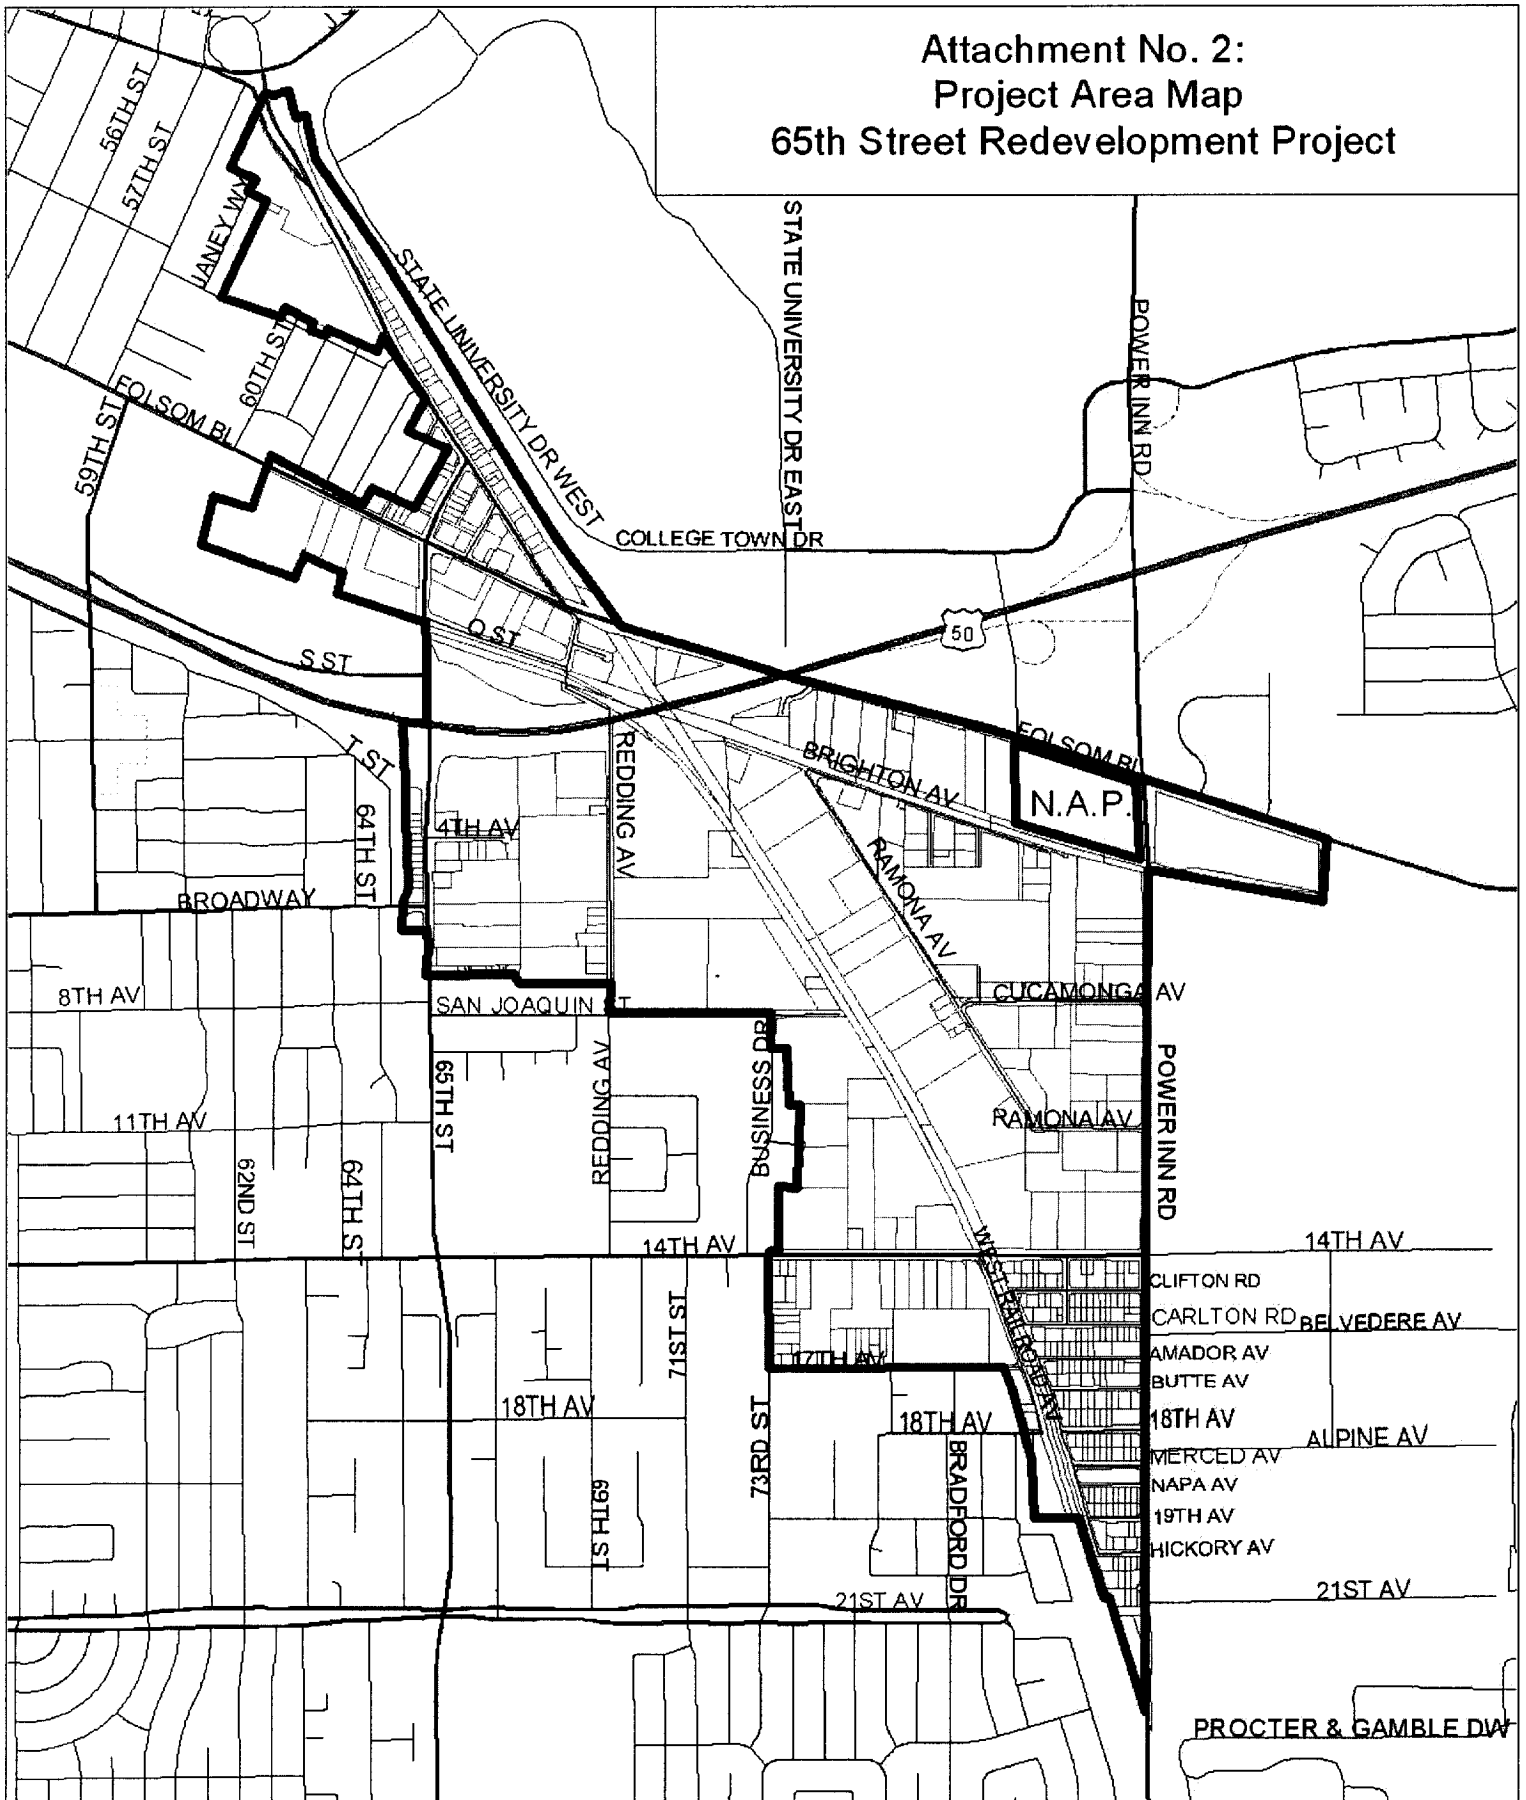 Attachment No. 2:
Project Area Map
65th Street Redevelopment Project
56TH ST
57TH ST
JANEY WY
STATE UNIVERSITY DR WEST
STATE UNIVERSITY DR EAST
POWER INN RD
60TH ST
FOLSOM BL
59TH ST
COLLEGE TOWN DR
50
Q ST
S ST
T ST
REDDING AV
BRIGHTON AV
FOLSOM BL
N.A.P.
64TH ST
4TH AV
RAMONA AV
BROADWAY
8TH AV
SAN JOAQUIN ST
CUCAMONGA AV
65TH ST
REDDING AV
BUSINESS DR
POWER INN RD
11TH AV
RAMONA AV
62ND ST
64TH ST
14TH AV
WEST RAILROAD AV
14TH AV
CLIFTON RD
CARLTON RD
BELVEDERE AV
71ST ST
17TH AV
AMADOR AV
BUTTE AV
18TH AV
73RD ST
18TH AV
18TH AV
ALPINE AV
MERCED AV
69TH ST
BRADFORD DR
NAPA AV
19TH AV
HICKORY AV
21ST AV
21ST AV
PROCTER & GAMBLE DW